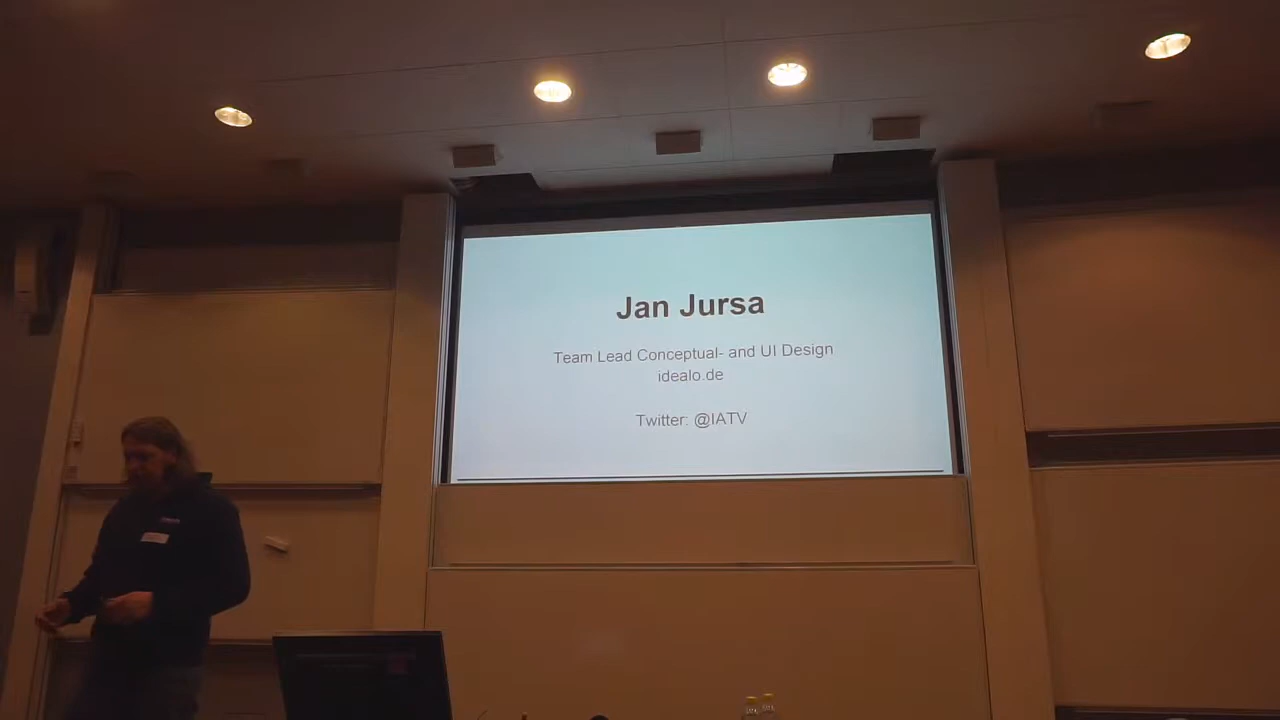 Jan Jursa
Team Lead Conceptual- and UI Design
idealo.de
Twitter: @IATV